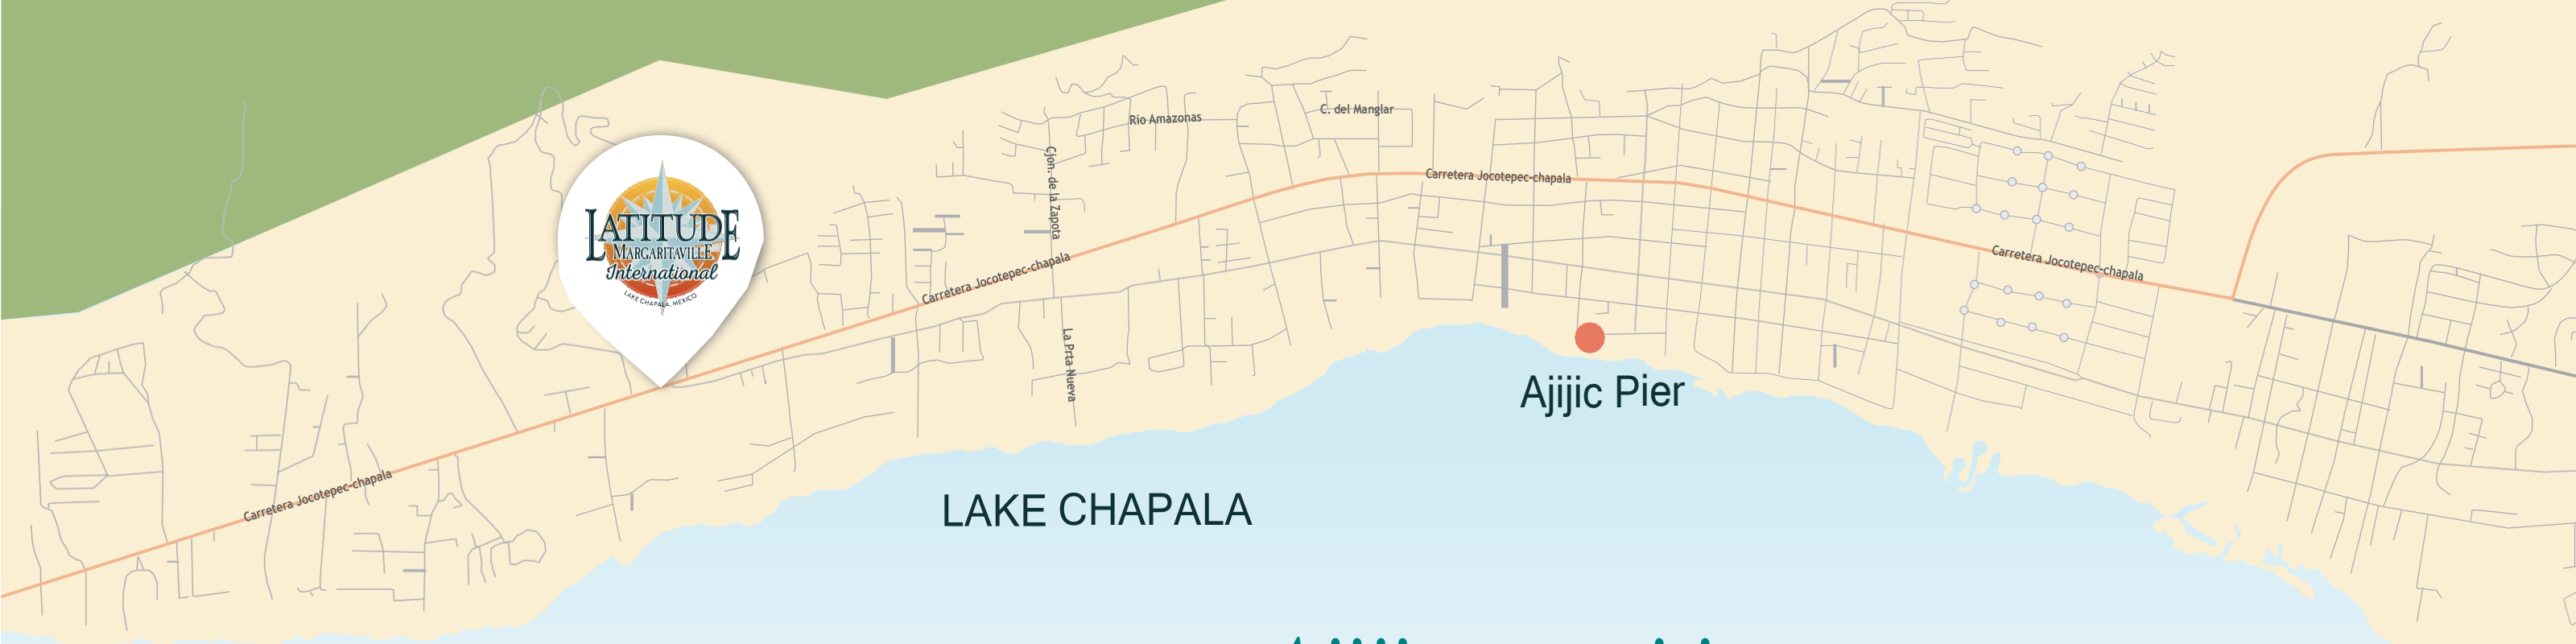 C. del Manglar
Río Amazonas
Cjon. de la Zapota
Carretera Jocotepec-chapala
LATITUDE
MARGARITAVILLE
International
LAKE CHAPALA, MEXICO
Carretera Jocotepec-chapala
Carretera Jocotepec-chapala
La Prta Nueva
Ajijic Pier
Carretera Jocotepec-chapala
LAKE CHAPALA